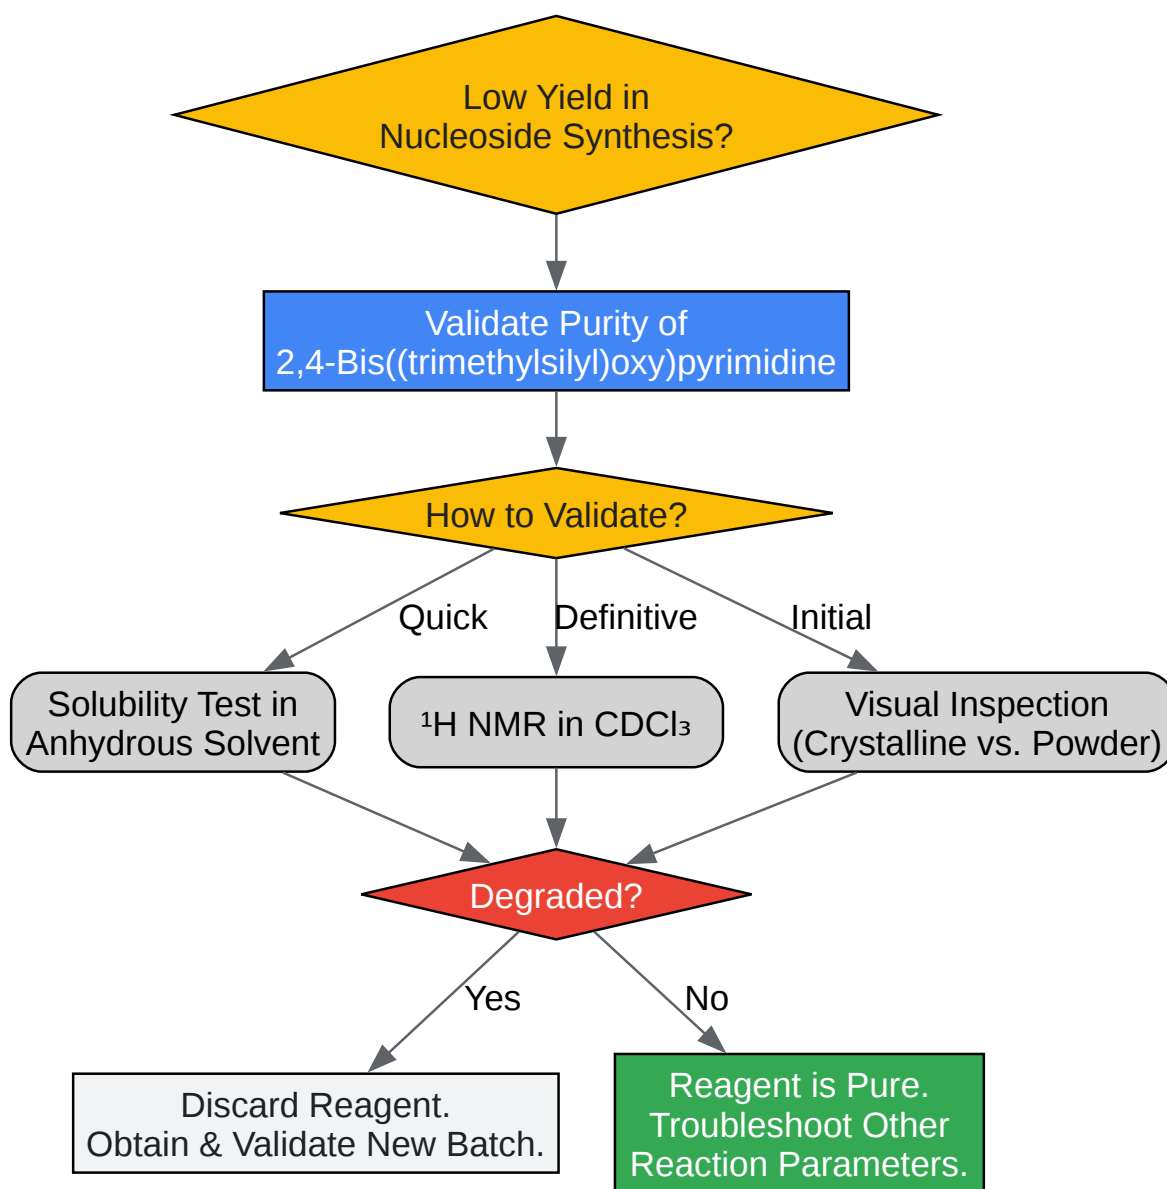 Low Yield in
Nucleoside Synthesis?
Validate Purity of
2,4-Bis((trimethylsilyl)oxy)pyrimidine
How to Validate?
Quick
Definitive
Initial
Solubility Test in
Anhydrous Solvent
¹H NMR in CDCl₃
Visual Inspection
(Crystalline vs. Powder)
Degraded?
Yes
No
Discard Reagent.
Obtain & Validate New Batch.
Reagent is Pure.
Troubleshoot Other
Reaction Parameters.